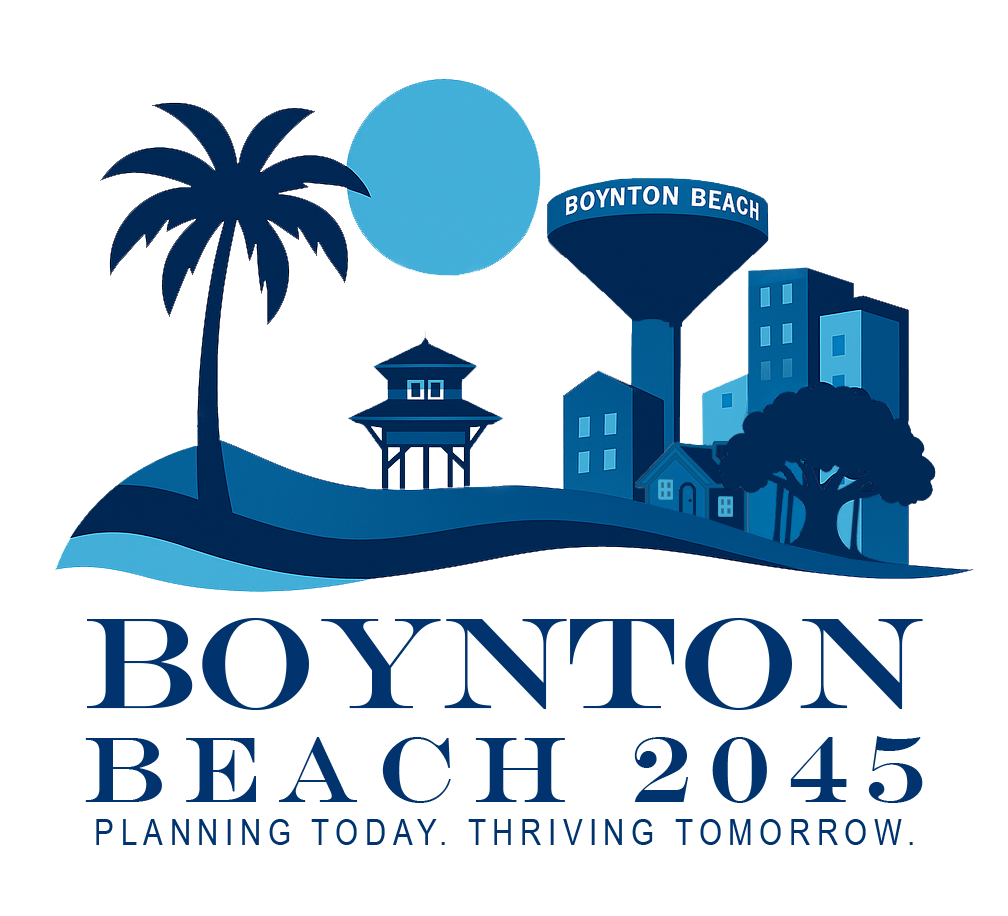 BOYNTON BEACH
BOYNTON
BEACH 2045
PLANNING TODAY. THRIVING TOMORROW.